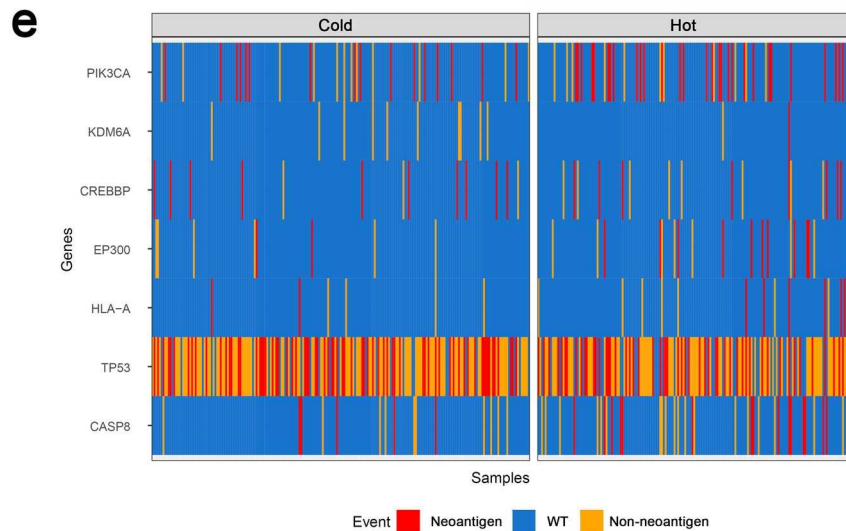 e
Cold Hot
PIK3CA
KDM6A
CREBBP
EP300
HLA−A
TP53
CASP8
Genes
Samples
Event Neoantigen WT Non-neoantigen